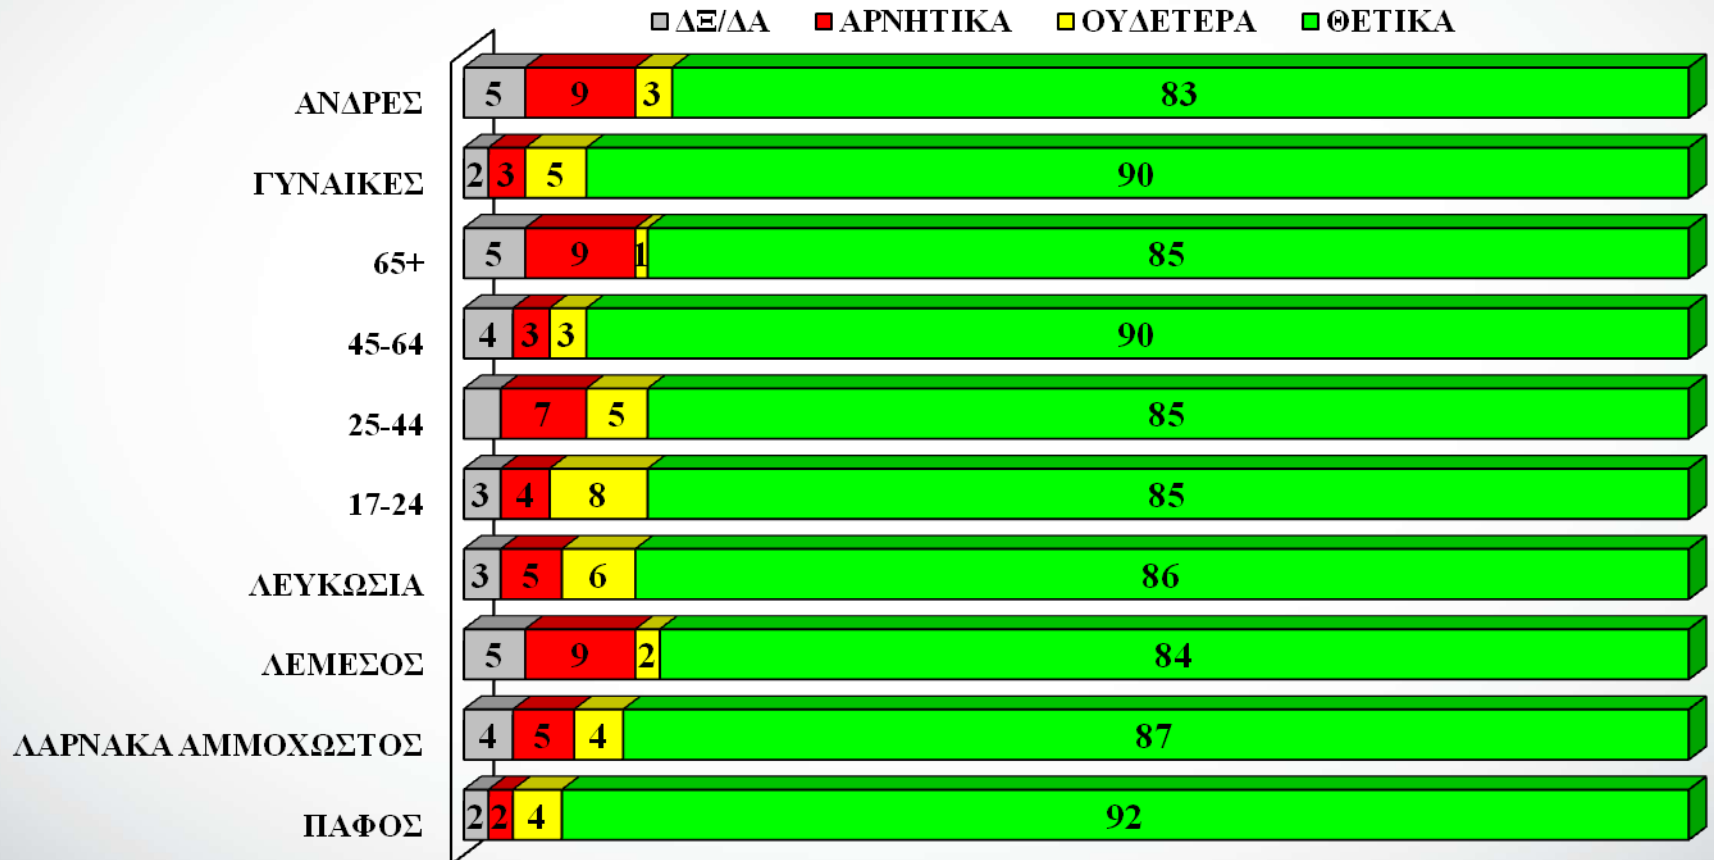 ΔΞ/ΔΑ ΑΡΝΗΤΙΚΑ ΟΥΔΕΤΕΡΑ ΘΕΤΙΚΑ
ΑΝΔΡΕΣ 5 9 3 83
ΓΥΝΑΙΚΕΣ 2 3 5 90
65+ 5 9 1 85
45-64 4 3 3 90
25-44 7 5 85
17-24 3 4 8 85
ΛΕΥΚΩΣΙΑ 3 5 6 86
ΛΕΜΕΣΟΣ 5 9 2 84
ΛΑΡΝΑΚΑ ΑΜΜΟΧΩΣΤΟΣ 4 5 4 87
ΠΑΦΟΣ 2 2 4 92